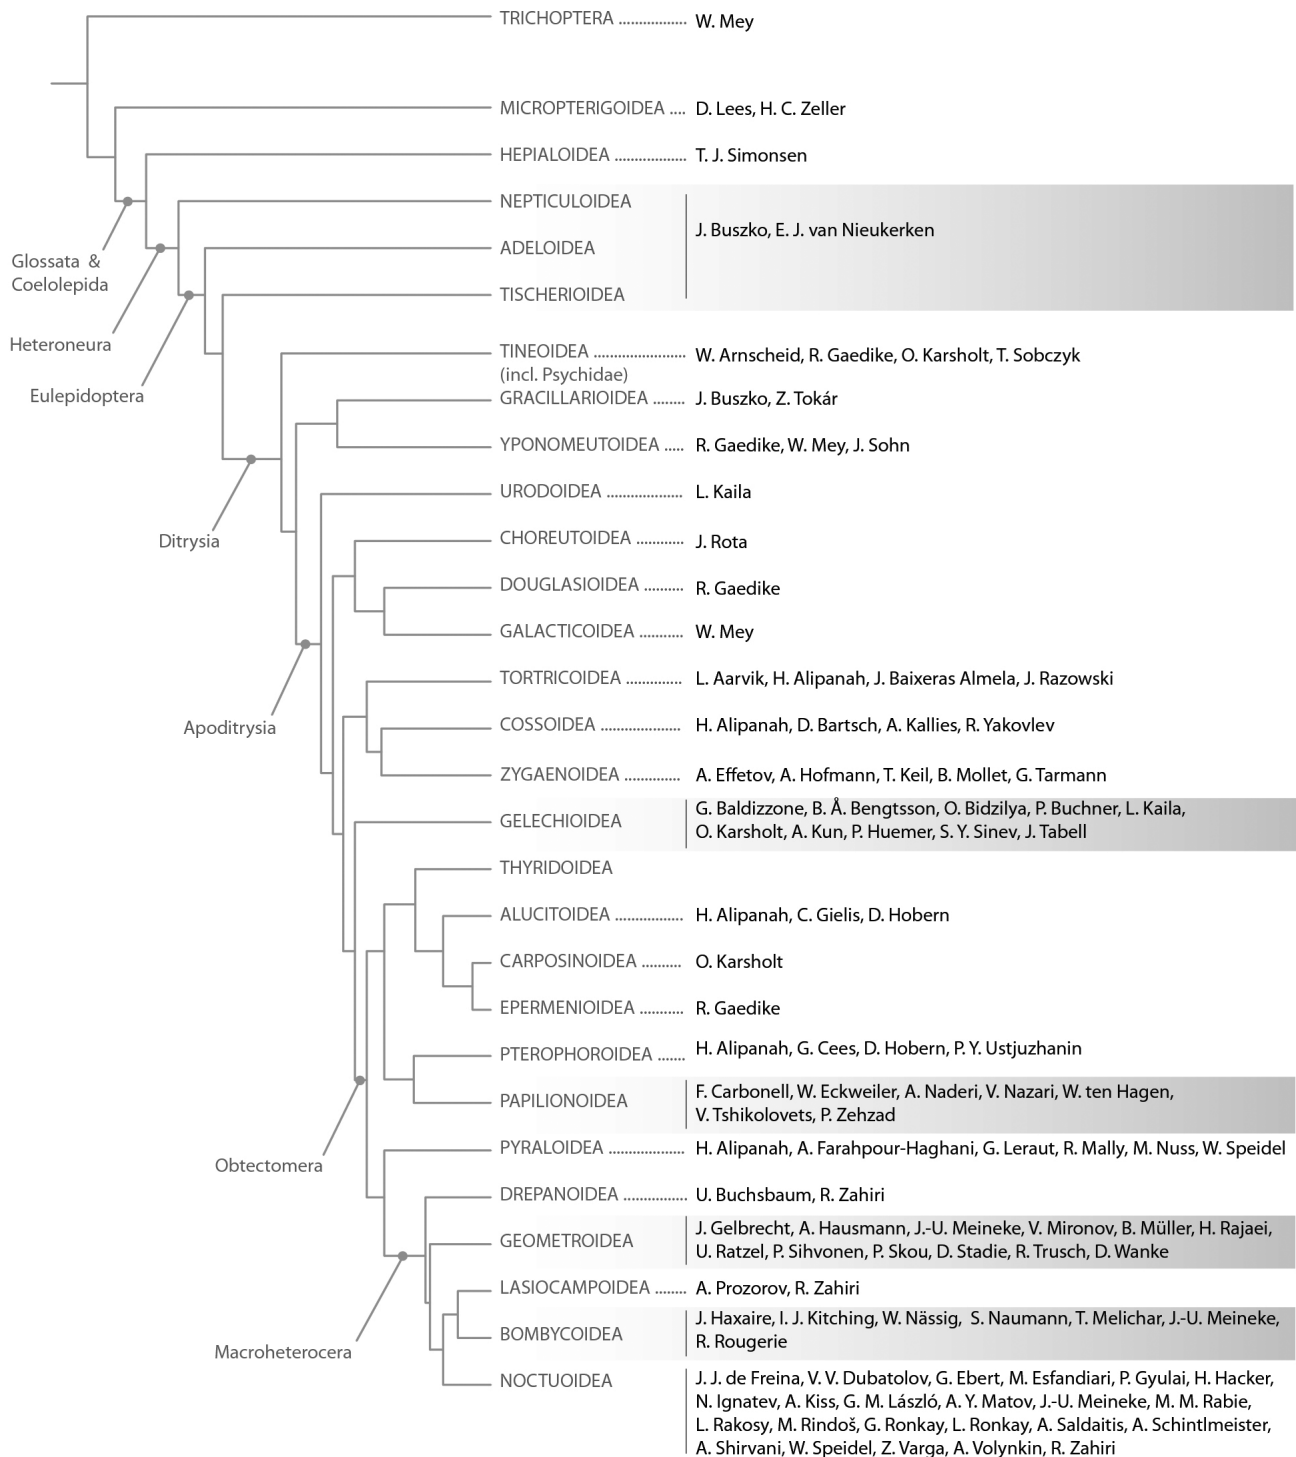 TRICHOPTERA ................. W. Mey
MICROPTERIGOIDEA .... D. Lees, H. C. Zeller
HEPIALOIDEA .................. T. J. Simonsen
NEPTICULOIDEA
J. Buszko, E. J. van Nieukerken
ADELOIDEA
Glossata &
Coelolepida
TISCHERIOIDEA
Heteroneura
TINEOIDEA ....................... W. Arnscheid, R. Gaedike, O. Karsholt, T. Sobczyk
(incl. Psychidae)
Eulepidoptera
GRACILLARIOIDEA ........ J. Buszko, Z. Tokár
YPONOMEUTOIDEA ..... R. Gaedike, W. Mey, J. Sohn
URODOIDEA ................... L. Kaila
Ditrysia
CHOREUTOIDEA ............ J. Rota
DOUGLASIOIDEA .......... R. Gaedike
GALACTICOIDEA ........... W. Mey
TORTRICOIDEA .............. L. Aarvik, H. Alipanah, J. Baixeras Almela, J. Razowski
Apoditrysia
COSSOIDEA .................... H. Alipanah, D. Bartsch, A. Kallies, R. Yakovlev
ZYGAENOIDEA .............. A. Effetov, A. Hofmann, T. Keil, B. Mollet, G. Tarmann
GELECHIOIDEA
G. Baldizzone, B. Å. Bengtsson, O. Bidzilya, P. Buchner, L. Kaila,
O. Karsholt, A. Kun, P. Huemer, S. Y. Sinev, J. Tabell
THYRIDOIDEA
ALUCITOIDEA ................. H. Alipanah, C. Gielis, D. Hobern
CARPOSINOIDEA .......... O. Karsholt
EPERMENIOIDEA ........... R. Gaedike
PTEROPHOROIDEA ....... H. Alipanah, G. Cees, D. Hobern, P. Y. Ustjuzhanin
PAPILIONOIDEA
F. Carbonell, W. Eckweiler, A. Naderi, V. Nazari, W. ten Hagen,
V. Tshikolovets, P. Zehzad
Obtectomera
PYRALOIDEA ................... H. Alipanah, A. Farahpour-Haghani, G. Leraut, R. Mally, M. Nuss, W. Speidel
DREPANOIDEA ................ U. Buchsbaum, R. Zahiri
GEOMETROIDEA
J. Gelbrecht, A. Hausmann, J.-U. Meineke, V. Mironov, B. Müller, H. Rajaei,
U. Ratzel, P. Sihvonen, P. Skou, D. Stadie, R. Trusch, D. Wanke
LASIOCAMPOIDEA ........ A. Prozorov, R. Zahiri
BOMBYCOIDEA
J. Haxaire, I. J. Kitching, W. Nässig, S. Naumann, T. Melichar, J.-U. Meineke,
R. Rougerie
Macroheterocera
NOCTUOIDEA
J. J. de Freina, V. V. Dubatolov, G. Ebert, M. Esfandiari, P. Gyulai, H. Hacker,
N. Ignatev, A. Kiss, G. M. László, A. Y. Matov, J.-U. Meineke, M. M. Rabie,
L. Rakosy, M. Rindoš, G. Ronkay, L. Ronkay, A. Saldaitis, A. Schintlmeister,
A. Shirvani, W. Speidel, Z. Varga, A. Volynkin, R. Zahiri